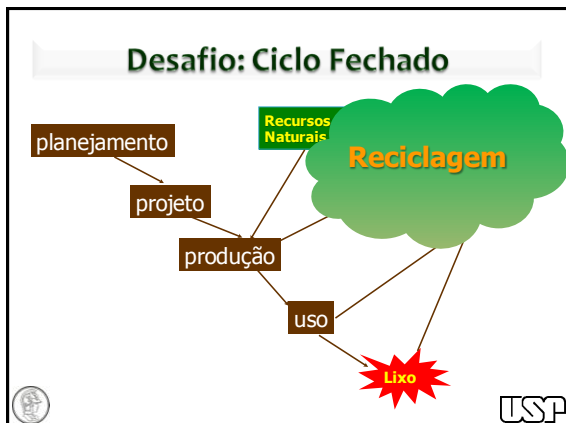 Desafio: Ciclo Fechado
Recursos
Naturais
planejamento
Reciclagem
projeto
produção
uso
Lixo
USP